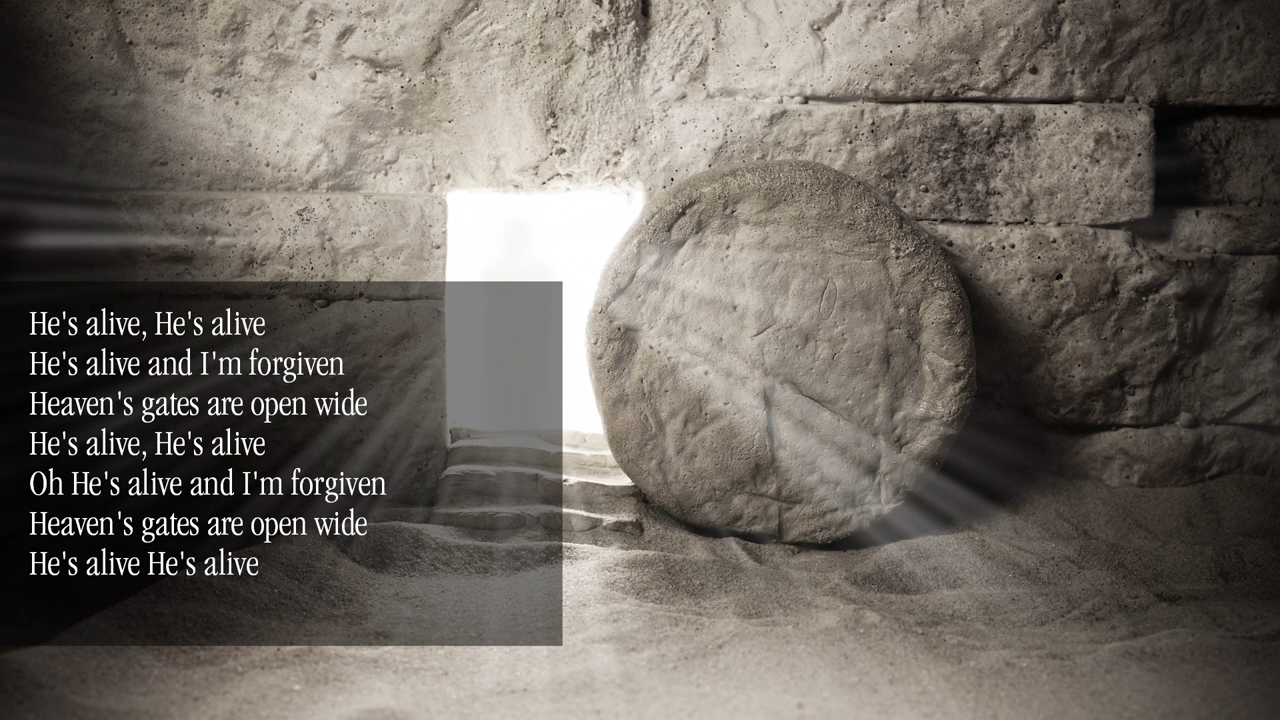 He's alive, He's alive
He's alive and I'm forgiven
Heaven's gates are open wide
He's alive, He's alive
Oh He's alive and I'm forgiven
Heaven's gates are open wide
He's alive He's alive